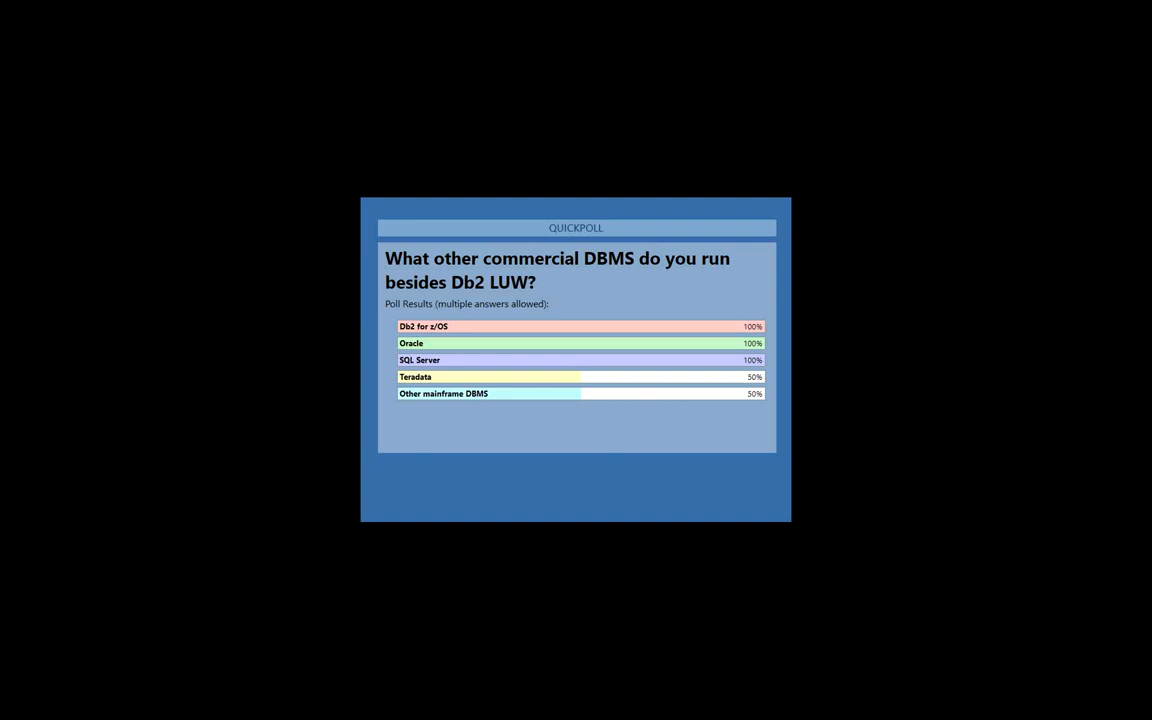 QUICKPOLL
What other commercial DBMS do you run
besides Db2 LUW?
Poll Results (multiple answers allowed):
Db2 for z/OS 100%
Oracle 100%
SQL Server 100%
Teradata 50%
Other mainframe DBMS 50%